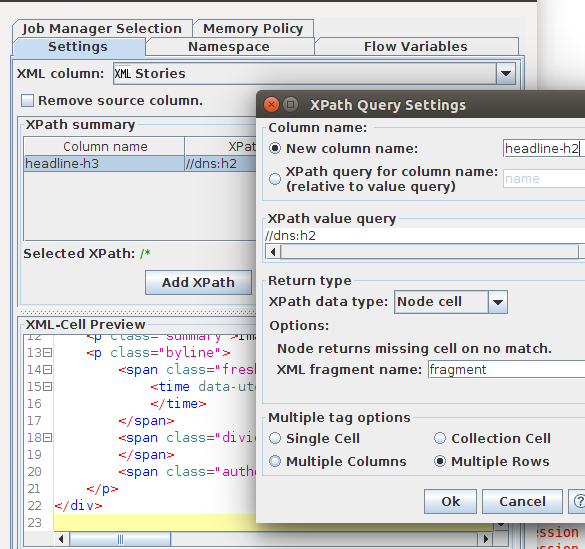 Job Manager Selection
Memory Policy
Settings
Namespace
Flow Variables
XML column:
XML Stories
Remove source column.
XPath summary
Column name
XPat
headline-h3
//dns:h2
Selected XPath: /*
Add XPath
XML-Cell Preview
12 <p class="summary">Ima
13 <p class="byline">
14 <span class="fresh
15 <time data-ute
16 </time>
17 </span>
18 <span class="divid
19 </span>
20 <span class="autho
21 </p>
22 </div>
23
XPath Query Settings
Column name:
New column name:
headline-h2
XPath query for column name:
(relative to value query)
name
XPath value query
//dns:h2
Return type
XPath data type:
Node cell
Options:
Node returns missing cell on no match.
XML fragment name:
fragment
Multiple tag options
Single Cell
Collection Cell
Multiple Columns
Multiple Rows
Ok
Cancel
?
ession